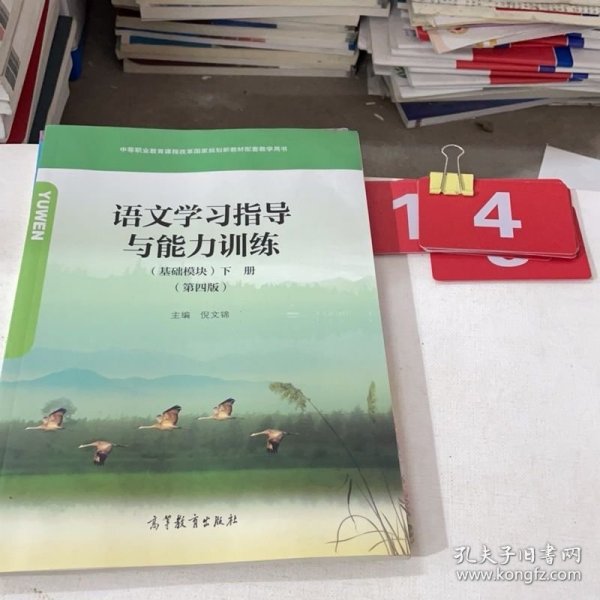 中等职业教育课程改革国家规划新教材配套教学用书
YUWEN
语文学习指导
与能力训练
(基础模块)下 册
(第四版)
主编 倪文锦
高等教育出版社
1
4
孔夫子旧书网
www.kongfz.com